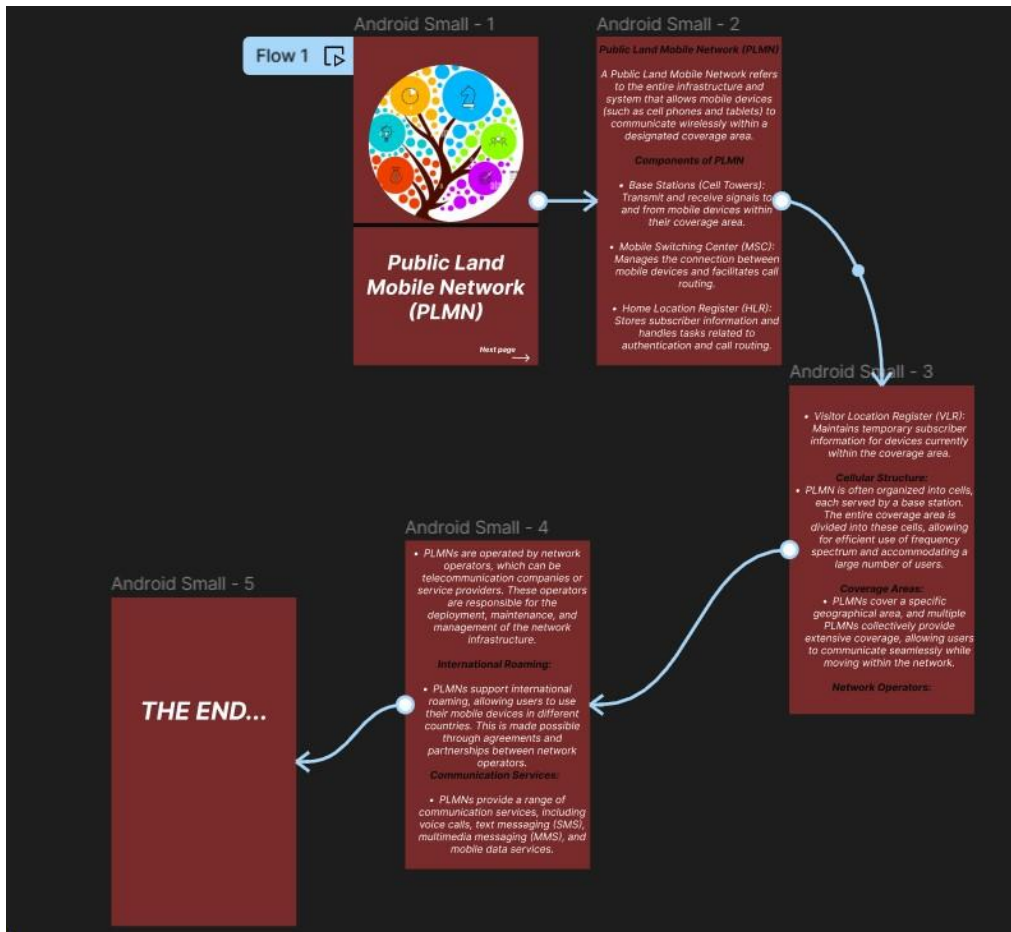 Android Small - 1
Flow 1
Public Land
Mobile Network
(PLMN)
Next page
Android Small - 2
Public Land Mobile Network (PLMN)
A Public Land Mobile Network refers
to the entire infrastructure and
system that allows mobile devices
(such as cell phones and tablets) to
communicate wirelessly within a
designated coverage area.
Components of PLMN
• Base Stations (Cell Towers):
Transmit and receive signals to
and from mobile devices within
their coverage area.
• Mobile Switching Center (MSC):
Manages the connection between
mobile devices and facilitates call
routing.
• Home Location Register (HLR):
Stores subscriber information and
handles tasks related to
authentication and call routing.
Android Small - 3
• Visitor Location Register (VLR):
Maintains temporary subscriber
information for devices currently
within the coverage area.
Cellular Structure:
• PLMN is often organized into cells,
each served by a base station.
The entire coverage area is
divided into these cells, allowing
for efficient use of frequency
spectrum and accommodating a
large number of users.
Coverage Areas:
• PLMNs cover a specific
geographical area, and multiple
PLMNs collectively provide
extensive coverage, allowing users
to communicate seamlessly while
moving within the network.
Network Operators:
Android Small - 4
• PLMNs are operated by network
operators, which can be
telecommunication companies or
service providers. These operators
are responsible for the
deployment, maintenance, and
management of the network
infrastructure.
International Roaming:
• PLMNs support international
roaming, allowing users to use
their mobile devices in different
countries. This is made possible
through agreements and
partnerships between network
operators.
Communication Services:
• PLMNs provide a range of
communication services, including
voice calls, text messaging (SMS),
multimedia messaging (MMS), and
mobile data services.
Android Small - 5
THE END...